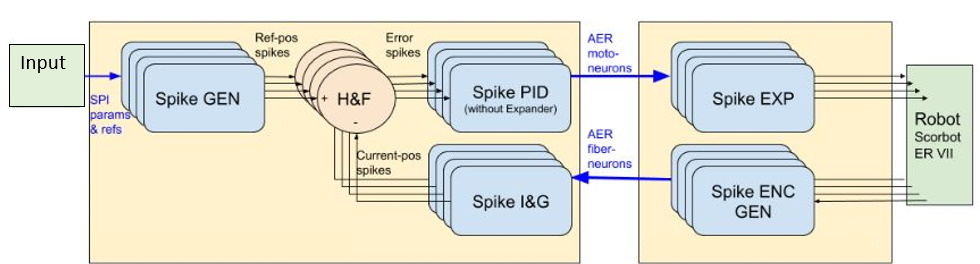 Input
SPI
params
& refs
Spike GEN
Ref-pos
spikes
+
H&F
-
Error
spikes
Spike PID
(without Expander)
Current-pos
spikes
Spike I&G
AER
moto-
neurons
AER
fiber-
neurons
Spike EXP
Spike ENC
GEN
Robot
Scorbot
ER VII